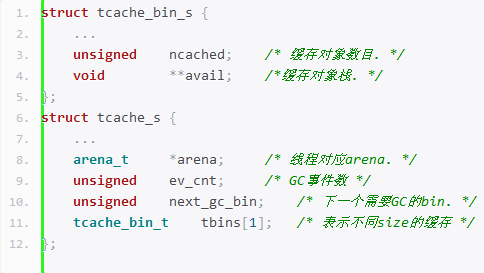 1. struct tcache_bin_s {
2. ...
3. unsigned ncached; /* 缓存对象数目. */
4. void **avail; /*缓存对象栈. */
5. };
6. struct tcache_s {
7. ...
8. arena_t *arena; /* 线程对应arena. */
9. unsigned ev_cnt; /* GC事件数 */
10. unsigned next_gc_bin; /* 下一个需要GC的bin. */
11. tcache_bin_t tbins[1]; /* 表示不同size的缓存 */
12. };